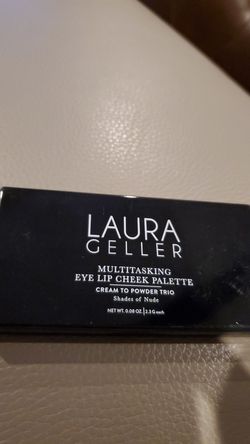 LAURA
GELLER
MULTITASKING
EYE LIP CHEEK PALETTE
CREAM TO POWDER TRIO
Shades of Nude
NET WT. 0.08 OZ. | 2.3 G each